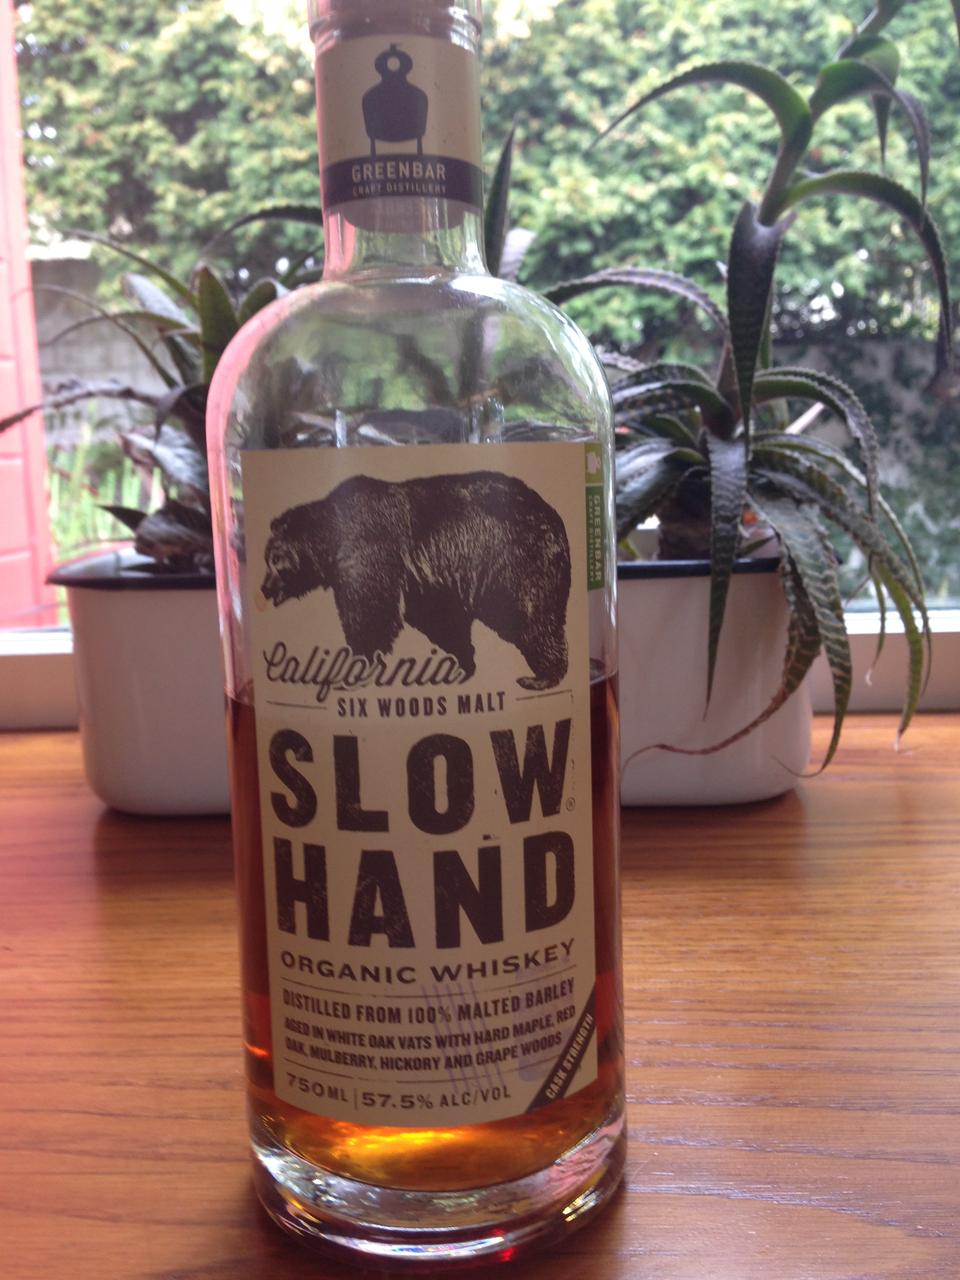 GREENBAR
CRAFT DISTILLERY
GREENBAR
CRAFT DISTILLERY
California
SIX WOODS MALT
SLOW
®
HAND
ORGANIC WHISKEY
DISTILLED FROM 100% MALTED BARLEY
AGED IN WHITE OAK VATS WITH HARD MAPLE, RED
OAK, MULBERRY, HICKORY AND GRAPE WOODS
750ML | 57.5% ALC/VOL
CASK STRENGTH